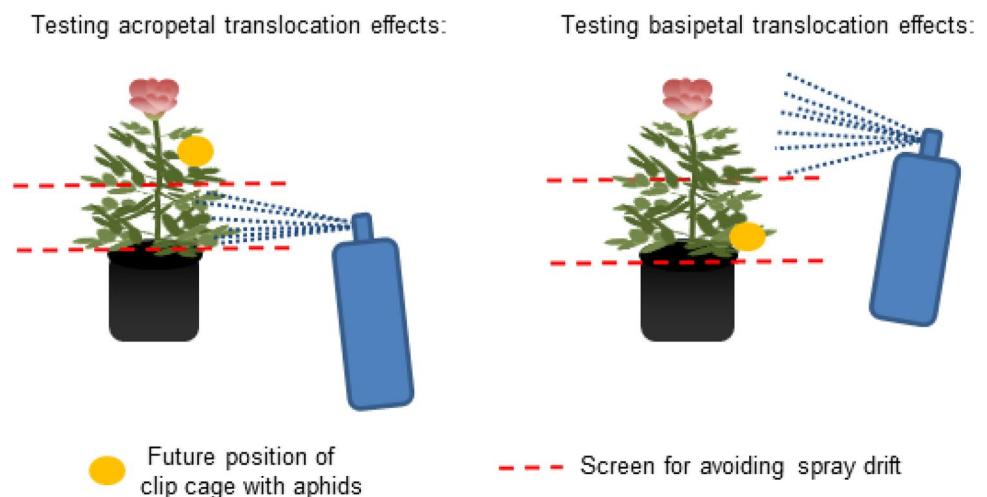 Testing acropetal translocation effects:
Testing basipetal translocation effects:
Future position of
clip cage with aphids
Screen for avoiding spray drift